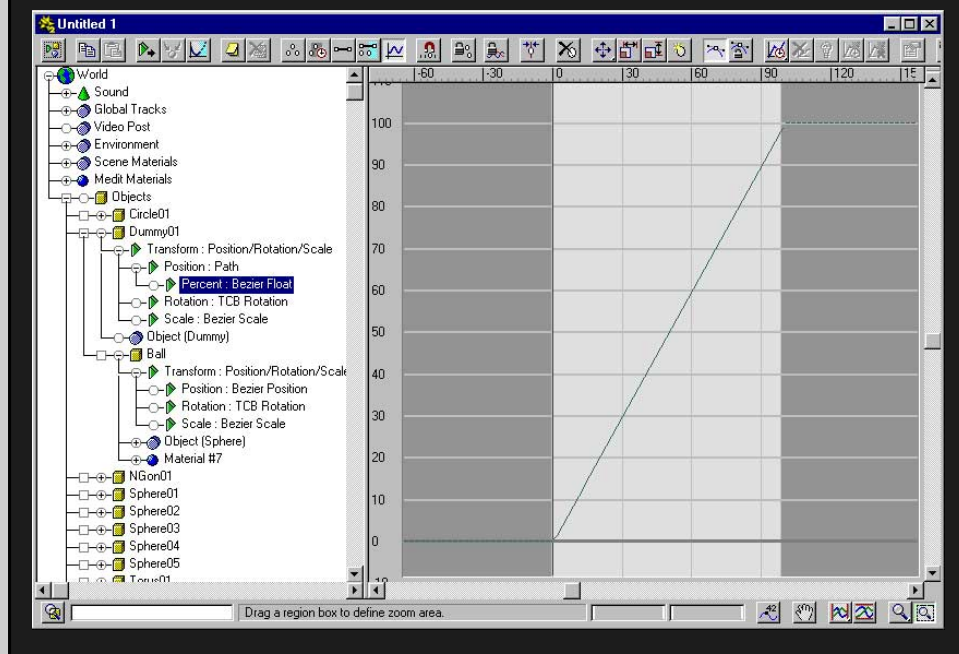 Untitled 1
-60 -30 0 30 60 90 120
World
Sound
Global Tracks
Video Post
Environment
Scene Materials
Medit Materials
Objects
Circle01
Dummy01
Transform : Position/Rotation/Scale
Position : Path
Percent : Bezier Float
Rotation : TCB Rotation
Scale : Bezier Scale
Object (Dummy)
Ball
Transform : Position/Rotation/Scale
Position : Bezier Position
Rotation : TCB Rotation
Scale : Bezier Scale
Object (Sphere)
Material #7
NGon01
Sphere01
Sphere02
Sphere03
Sphere04
Sphere05
Torus01
100
90
80
70
60
50
40
30
20
10
0
-10
Drag a region box to define zoom area.
42